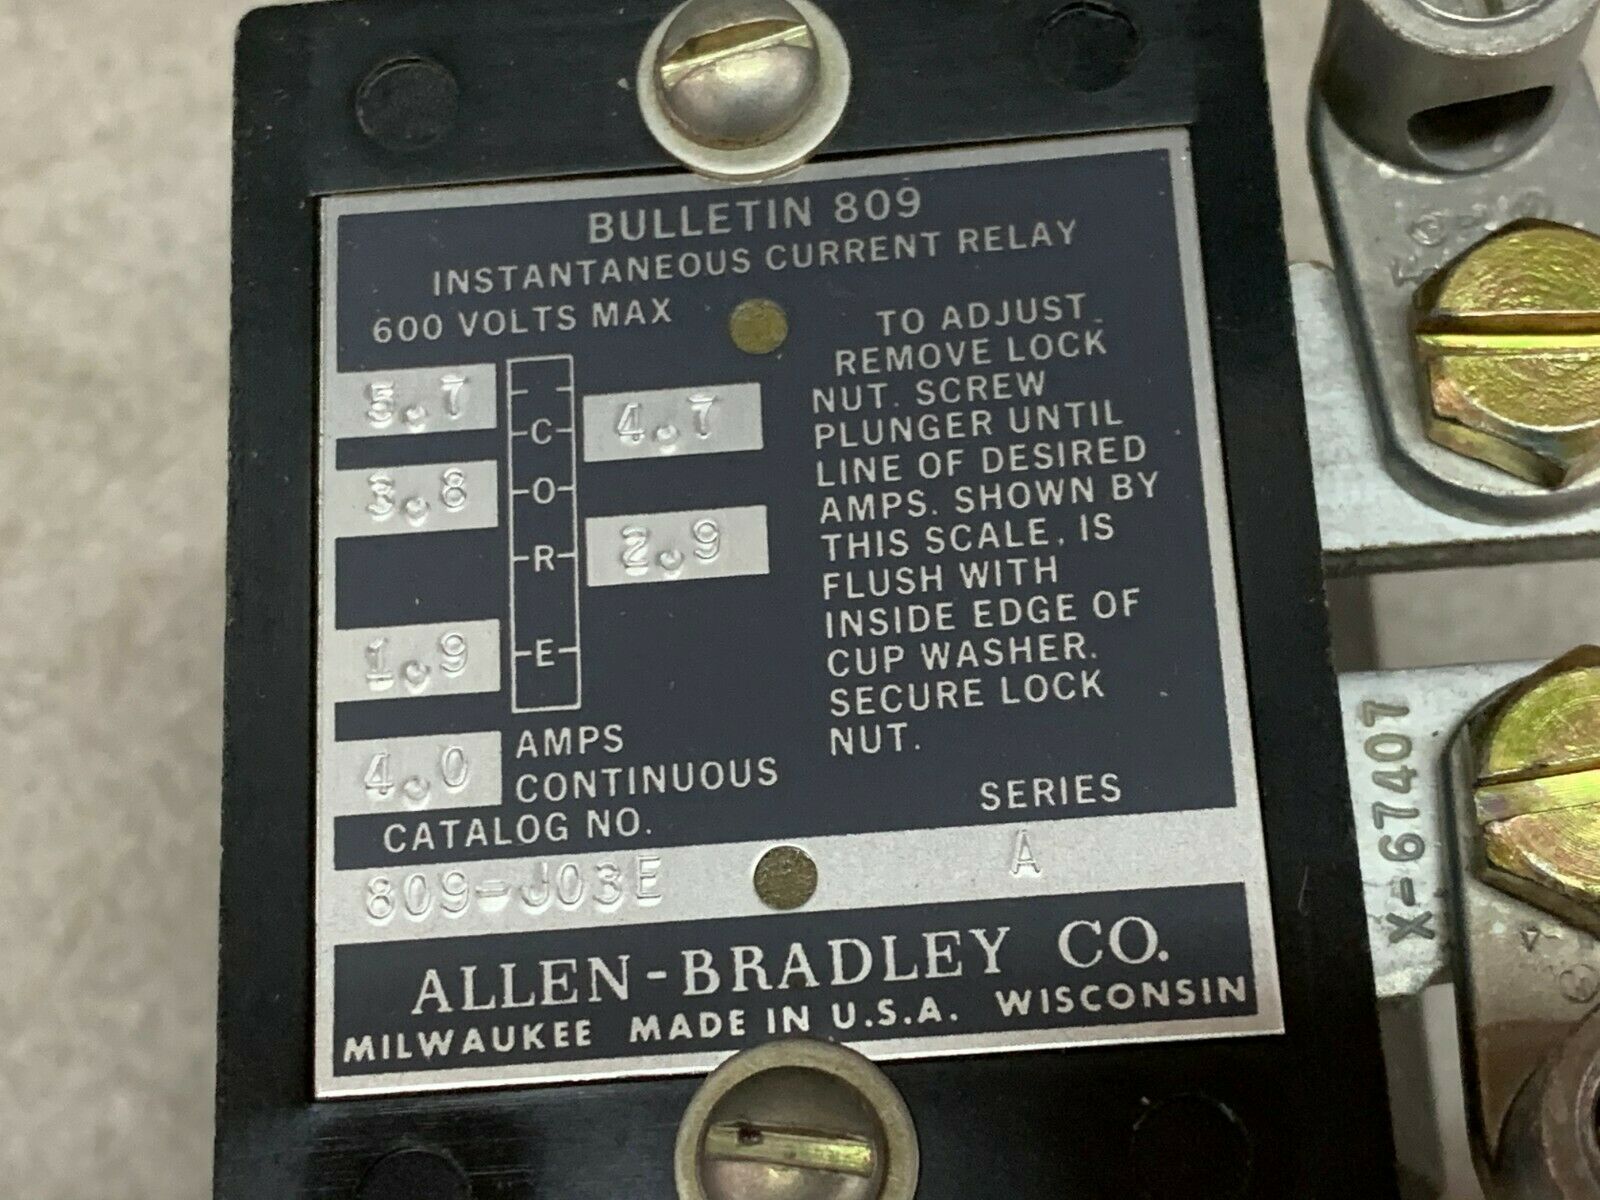 BULLETIN 809
INSTANTANEOUS CURRENT RELAY
600 VOLTS MAX
5.7
4.7
3.8
2.9
1.9
C
O
R
E
4.0 AMPS
CONTINUOUS
TO ADJUST
REMOVE LOCK
NUT. SCREW
PLUNGER UNTIL
LINE OF DESIRED
AMPS. SHOWN BY
THIS SCALE, IS
FLUSH WITH
INSIDE EDGE OF
CUP WASHER.
SECURE LOCK
NUT.
CATALOG NO.
SERIES
809-J03E
A
ALLEN-BRADLEY CO.
MILWAUKEE MADE IN U.S.A. WISCONSIN
X-67407